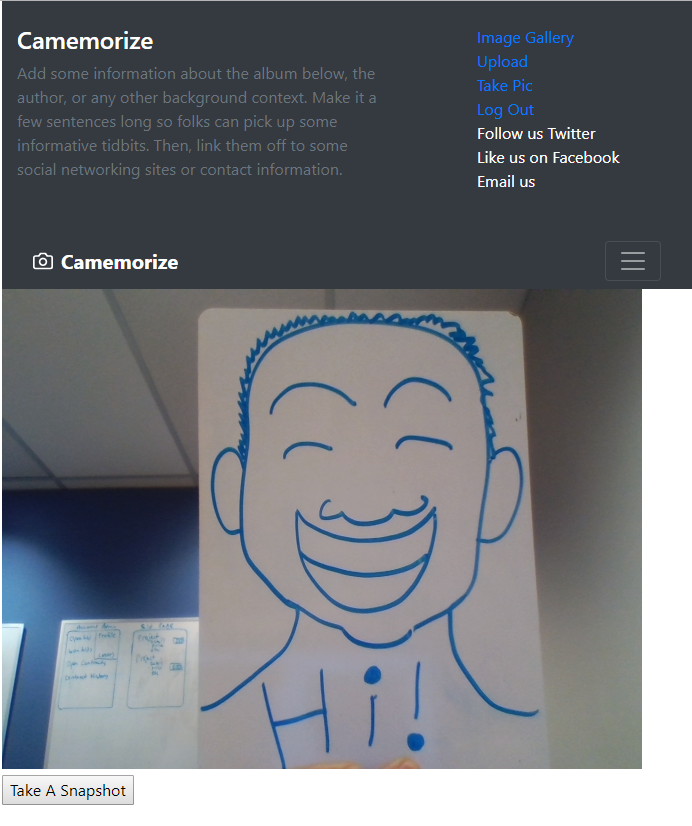 Camemorize
Add some information about the album below, the
author, or any other background context. Make it a
few sentences long so folks can pick up some
informative tidbits. Then, link them off to some
social networking sites or contact information.
Image Gallery
Upload
Take Pic
Log Out
Follow us Twitter
Like us on Facebook
Email us
Camemorize
Hi!
Take A Snapshot